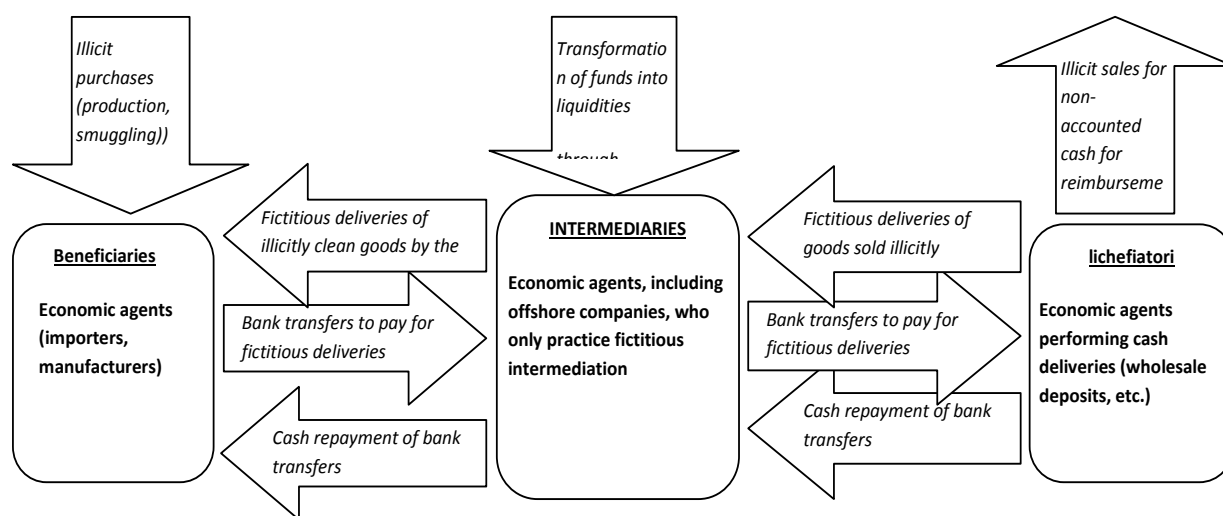 Illicit
purchases
(production,
smuggling))
Transformatio
n of funds into
liquidities
through
Illicit sales for
non-
accounted
cash for
reimburseme
Fictitious deliveries of
illicitly clean goods by the
Bank transfers to pay for
fictitious deliveries
Cash repayment of bank
transfers
Fictitious deliveries of
goods sold illicitly
Bank transfers to pay for
fictitious deliveries
Cash repayment of bank
transfers
Beneficiaries
Economic agents
(importers,
manufacturers)
INTERMEDIARIES
Economic agents, including
offshore companies, who
only practice fictitious
intermediation
lichefiatori
Economic agents
performing cash
deliveries (wholesale
deposits, etc.)